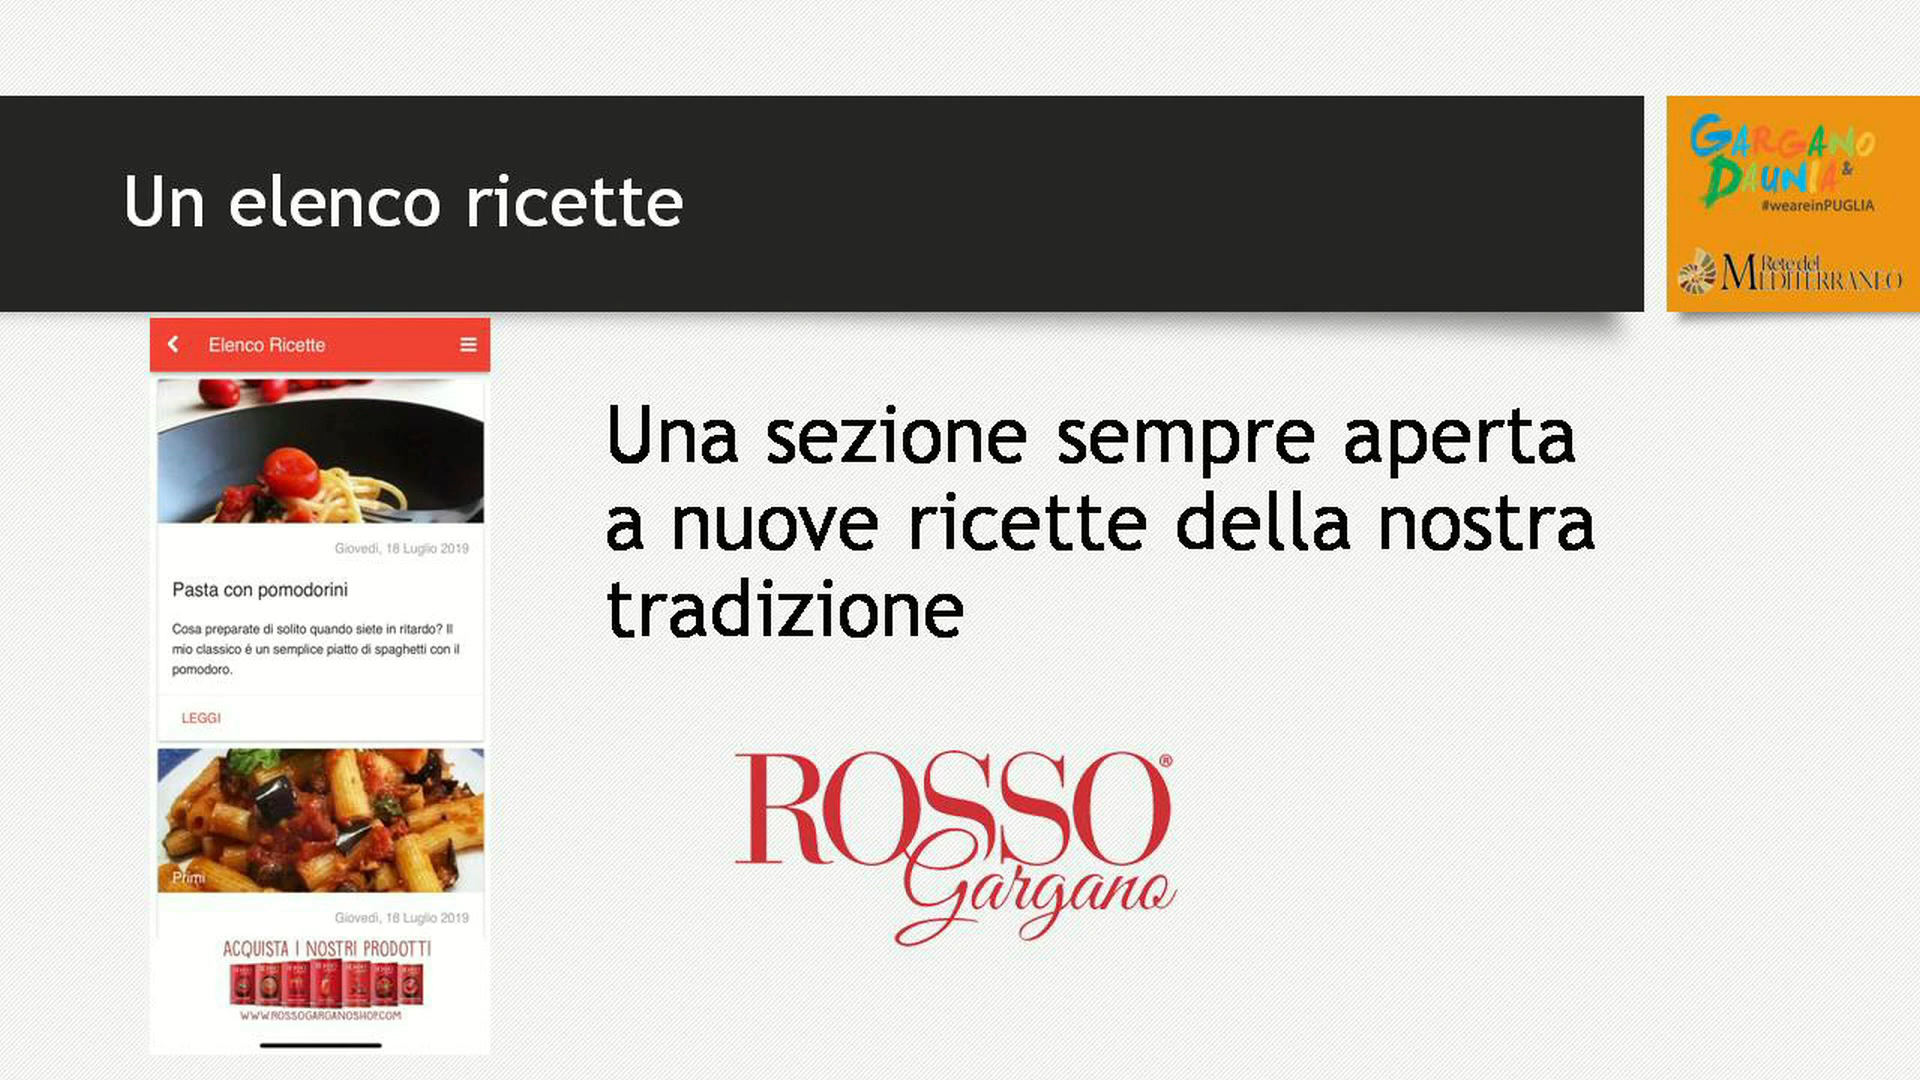 Un elenco ricette
GARGANO
& DAUNIA
#weareinPUGLIA
Rete del
MEDITERRANEO
Elenco Ricette
Giovedì, 18 Luglio 2019
Pasta con pomodorini
Cosa preparate di solito quando siete in ritardo? Il
mio classico è un semplice piatto di spaghetti con il
pomodoro.
LEGGI
Primi
Giovedì, 18 Luglio 2019
ACQUISTA I NOSTRI PRODOTTI
WWW.ROSSOGARGANOSHOP.COM
Una sezione sempre aperta
a nuove ricette della nostra
tradizione
ROSSO®
Gargano